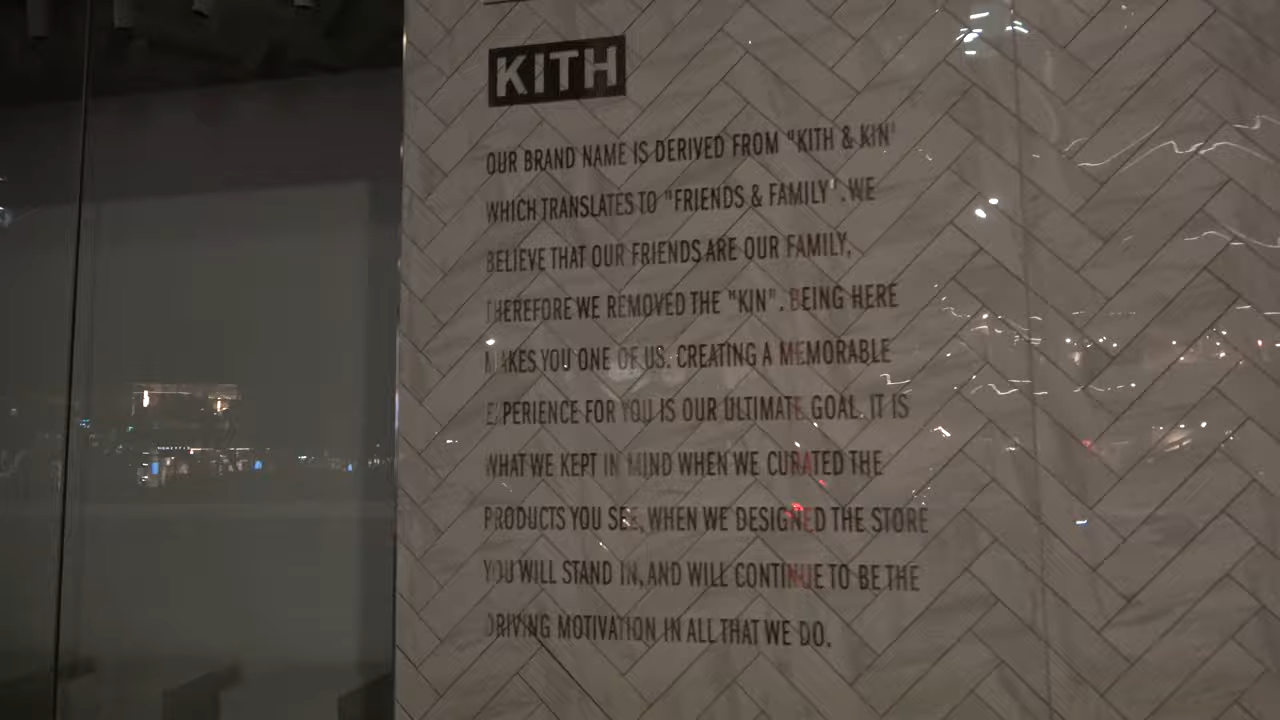 KITH
OUR BRAND NAME IS DERIVED FROM "KITH & KIN"
WHICH TRANSLATES TO "FRIENDS & FAMILY". WE
BELIEVE THAT OUR FRIENDS ARE OUR FAMILY,
THEREFORE WE REMOVED THE "KIN". BEING HERE
MAKES YOU ONE OF US. CREATING A MEMORABLE
EXPERIENCE FOR YOU IS OUR ULTIMATE GOAL. IT IS
WHAT WE KEPT IN MIND WHEN WE CURATED THE
PRODUCTS YOU SEE, WHEN WE DESIGNED THE STORE
YOU WILL STAND IN, AND WILL CONTINUE TO BE THE
DRIVING MOTIVATION IN ALL THAT WE DO.